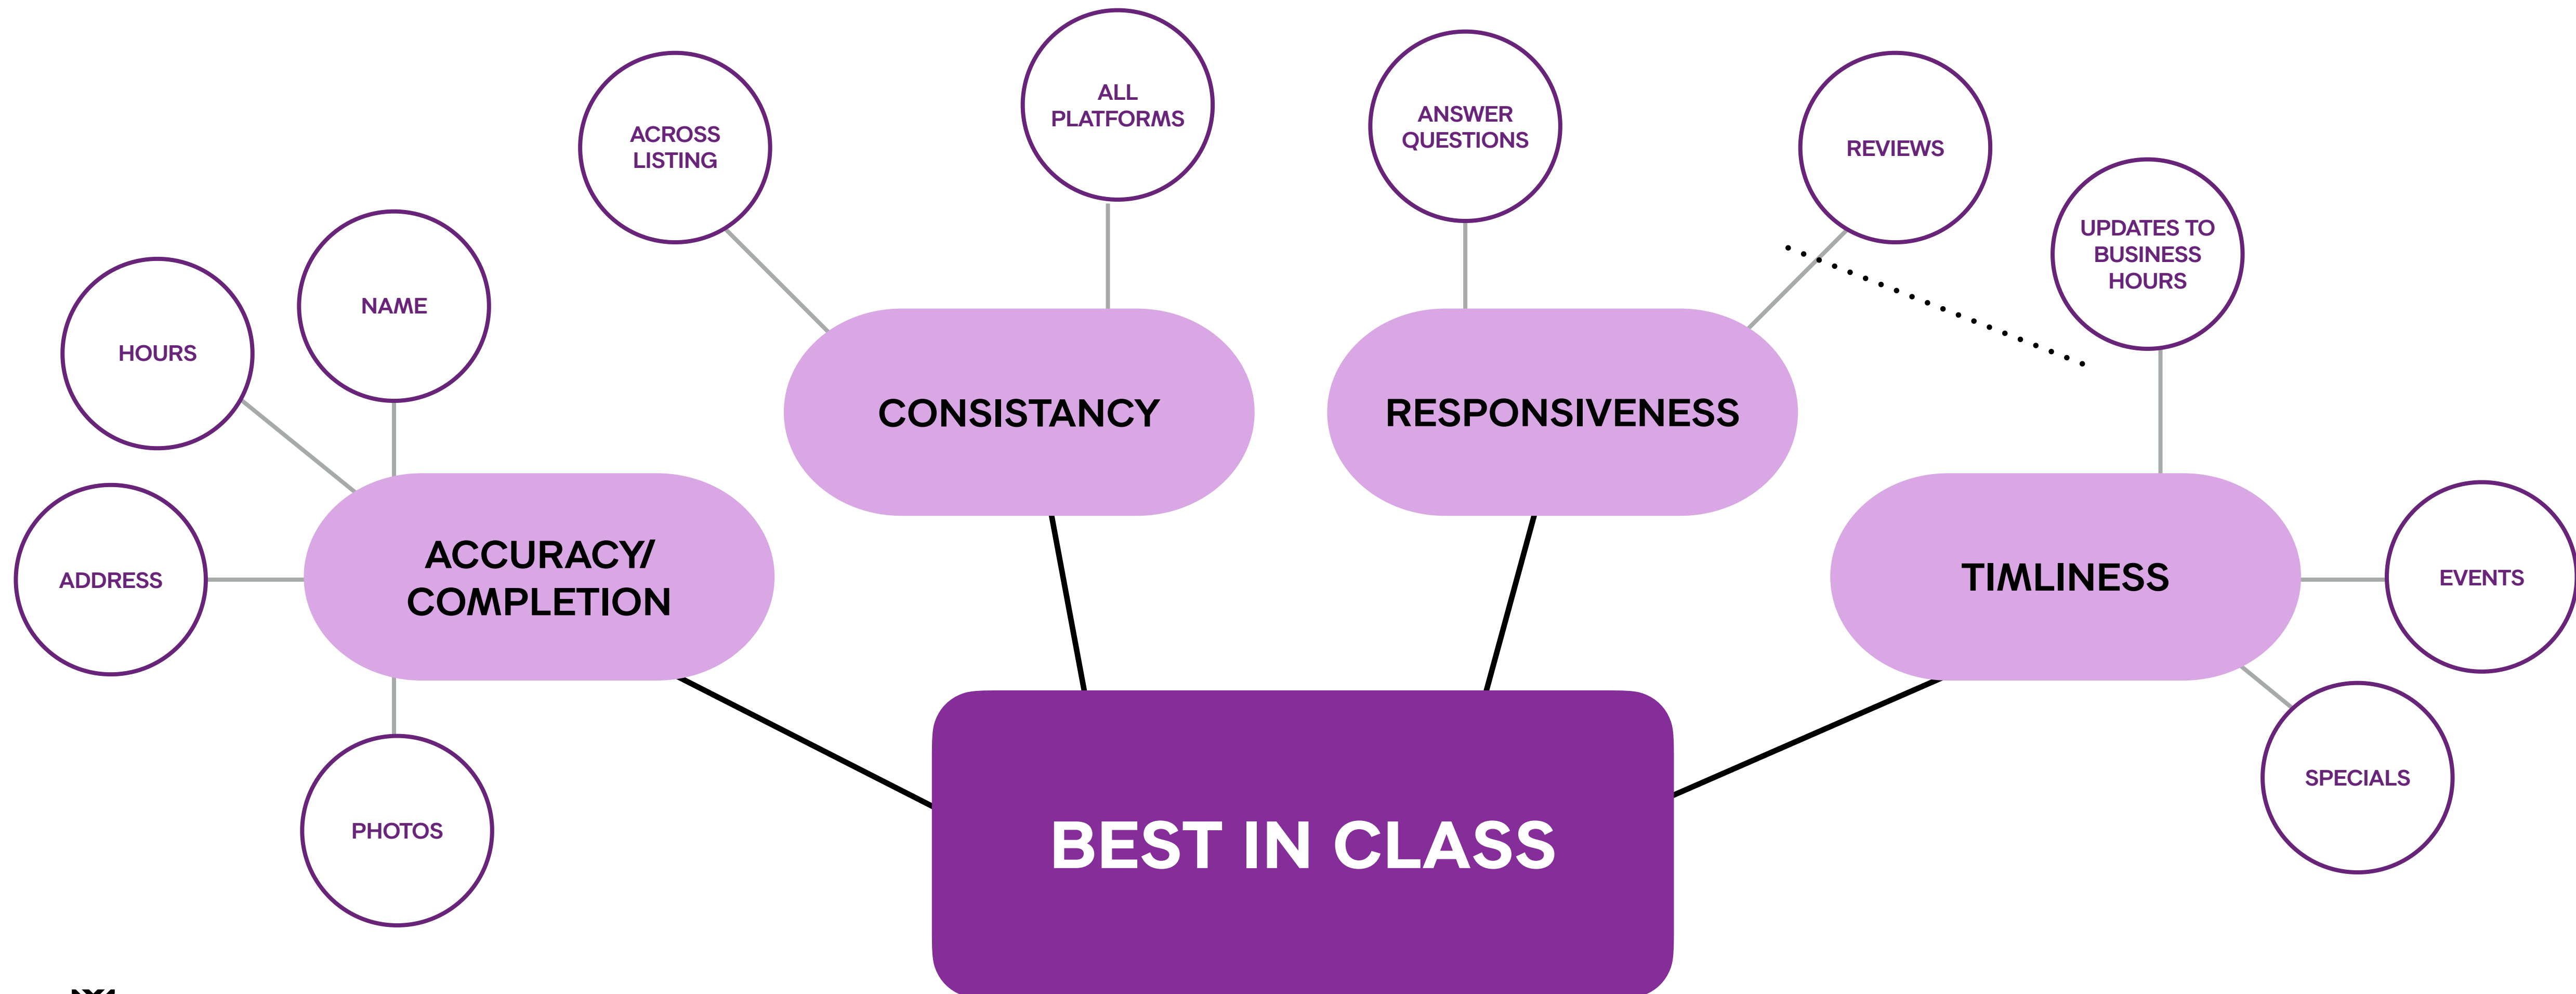 ALL
PLATFORMS
ANSWER
QUESTIONS
ACROSS
LISTING
REVIEWS
UPDATES TO
BUSINESS
HOURS
NAME
HOURS
CONSISTANCY
RESPONSIVENESS
ACCURACY/
COMPLETION
ADDRESS
TIMLINESS
EVENTS
PHOTOS
SPECIALS
BEST IN CLASS